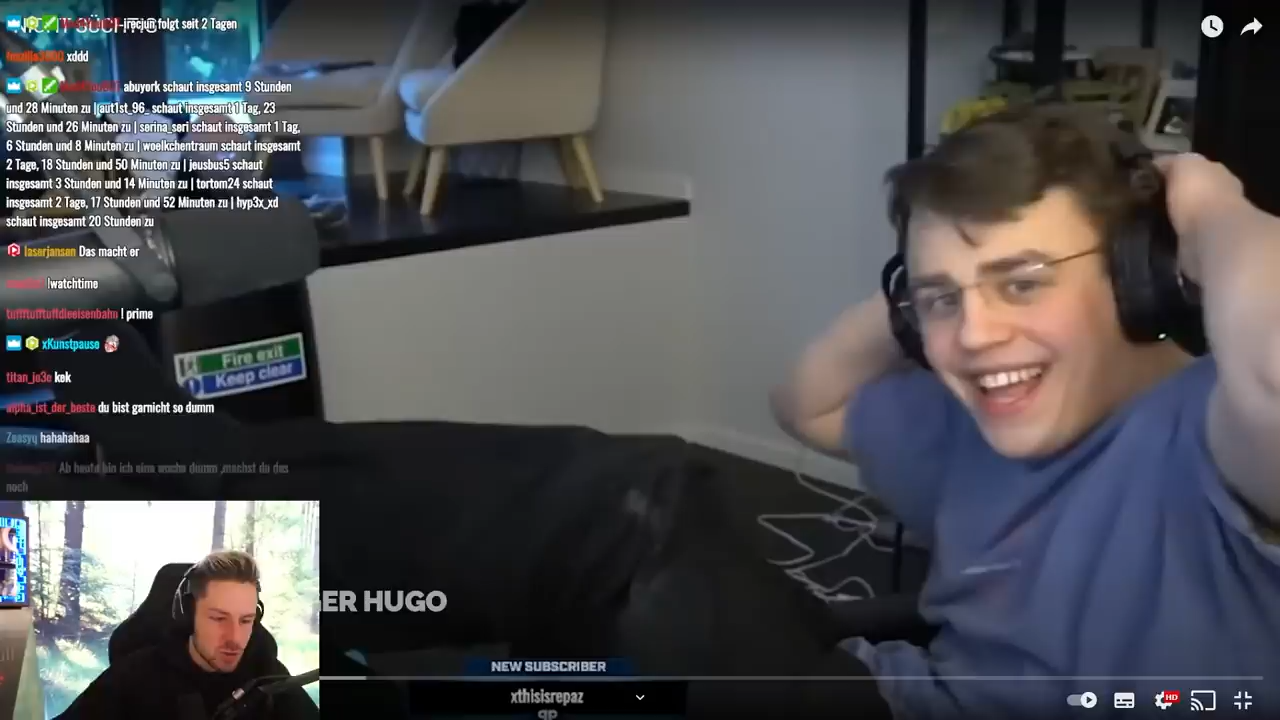 -jrecjun folgt seit 2 Tagen
xddd
abuyork schaut insgesamt 9 Stunden
und 28 Minuten zu | aut1st_96_ schaut insgesamt 1 Tag, 23
Stunden und 26 Minuten zu | serina_seri schaut insgesamt 1 Tag,
6 Stunden und 8 Minuten zu | woelkchentraum schaut insgesamt
2 Tage, 18 Stunden und 50 Minuten zu | jeusbus5 schaut
insgesamt 3 Stunden und 14 Minuten zu | tortom24 schaut
insgesamt 2 Tage, 17 Stunden und 52 Minuten zu | hyp3x_xd
schaut insgesamt 20 Stunden zu
laserjansen Das macht er
!watchtime
tufftufftuffdieeisenbahn ! prime
xKunstpause
titan_jo3e kek
alpha_ist_der_beste du bist garnicht so dumm
Zeasyq hahahahaa
Ab heute bin ich eine woche dumm ,machst du das
noch
Fire exit
Keep clear
ER HUGO
NEW SUBSCRIBER
xthisisrepaz
HD